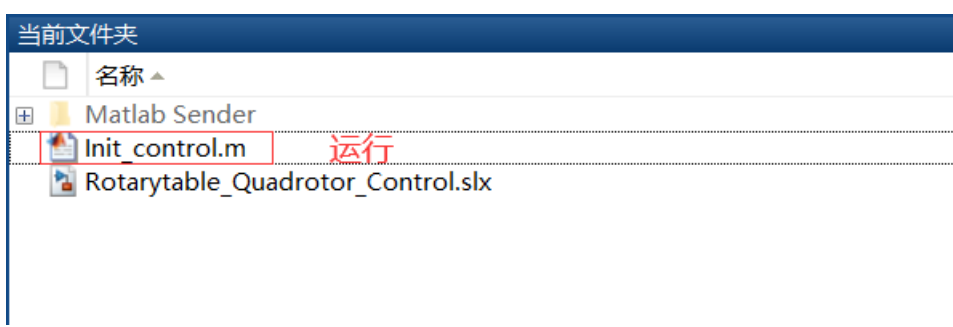 当前文件夹
名称
Matlab Sender
Init_control.m 运行
Rotarytable_Quadrotor_Control.slx